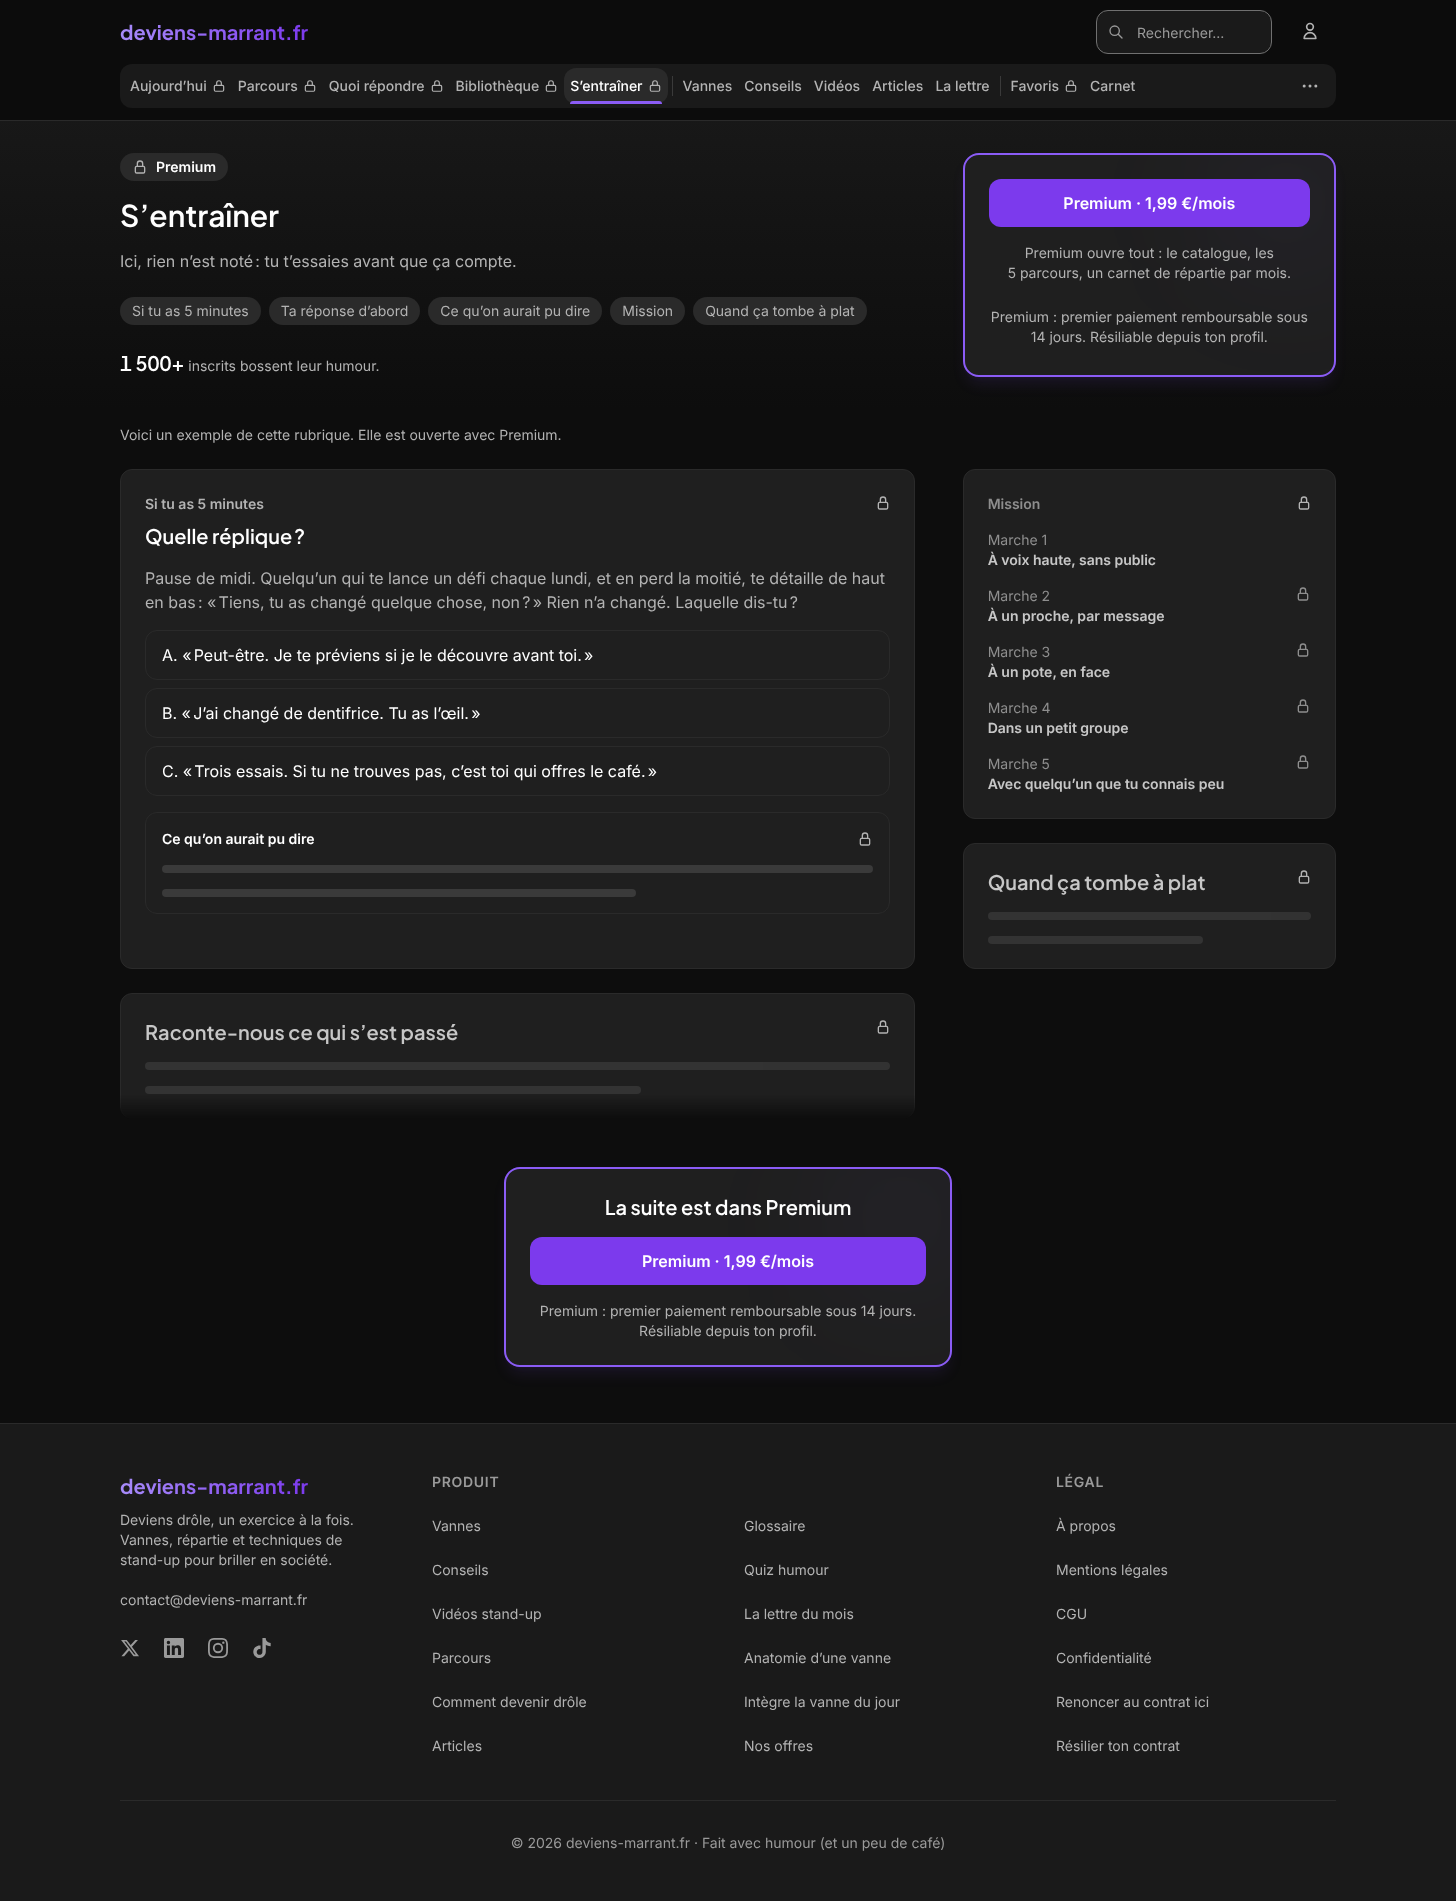 deviens-marrant.fr
Rechercher...
Aujourd’hui Parcours Quoi répondre Bibliothèque S’entraîner Vannes Conseils Vidéos Articles La lettre Favoris Carnet
Premium
S’entraîner
Ici, rien n’est noté : tu t’essaies avant que ça compte.
Si tu as 5 minutes Ta réponse d’abord Ce qu’on aurait pu dire Mission Quand ça tombe à plat
1 500+ inscrits bossent leur humour.
Premium · 1,99 €/mois
Premium ouvre tout : le catalogue, les
5 parcours, un carnet de répartie par mois.
Premium : premier paiement remboursable sous
14 jours. Résiliable depuis ton profil.
Voici un exemple de cette rubrique. Elle est ouverte avec Premium.
Si tu as 5 minutes
Quelle réplique ?
Pause de midi. Quelqu’un qui te lance un défi chaque lundi, et en perd la moitié, te détaille de haut
en bas : « Tiens, tu as changé quelque chose, non ? » Rien n’a changé. Laquelle dis-tu ?
A. « Peut-être. Je te préviens si je le découvre avant toi. »
B. « J’ai changé de dentifrice. Tu as l’œil. »
C. « Trois essais. Si tu ne trouves pas, c’est toi qui offres le café. »
Ce qu’on aurait pu dire
Mission
Marche 1
À voix haute, sans public
Marche 2
À un proche, par message
Marche 3
À un pote, en face
Marche 4
Dans un petit groupe
Marche 5
Avec quelqu’un que tu connais peu
Quand ça tombe à plat
Raconte-nous ce qui s’est passé
La suite est dans Premium
Premium · 1,99 €/mois
Premium : premier paiement remboursable sous 14 jours.
Résiliable depuis ton profil.
deviens-marrant.fr
Deviens drôle, un exercice à la fois.
Vannes, répartie et techniques de
stand-up pour briller en société.
contact@deviens-marrant.fr
PRODUIT
Vannes
Conseils
Vidéos stand-up
Parcours
Comment devenir drôle
Articles
Glossaire
Quiz humour
La lettre du mois
Anatomie d’une vanne
Intègre la vanne du jour
Nos offres
LÉGAL
À propos
Mentions légales
CGU
Confidentialité
Renoncer au contrat ici
Résilier ton contrat
© 2026 deviens-marrant.fr · Fait avec humour (et un peu de café)